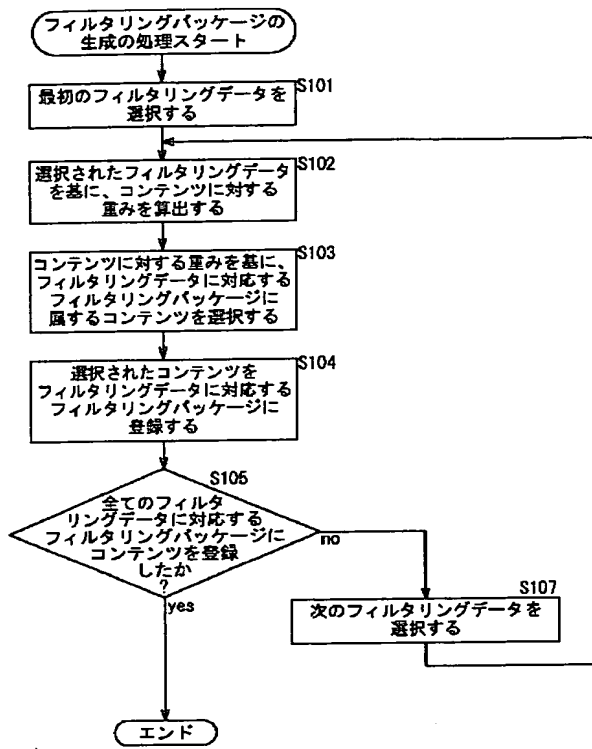 フィルタリングパッケージの
生成の処理スタート
S101
最初のフィルタリングデータを
選択する
S102
選択されたフィルタリングデータ
を基に、コンテンツに対する
重みを算出する
S103
コンテンツに対する重みを基に、
フィルタリングデータに対応する
フィルタリングパッケージに
属するコンテンツを選択する
S104
選択されたコンテンツを
フィルタリングデータに対応する
フィルタリングパッケージに
登録する
S105
全てのフィルタ
リングデータに対応する
フィルタリングパッケージに
コンテンツを登録
したか
?
no
yes
S107
次のフィルタリングデータを
選択する
エンド